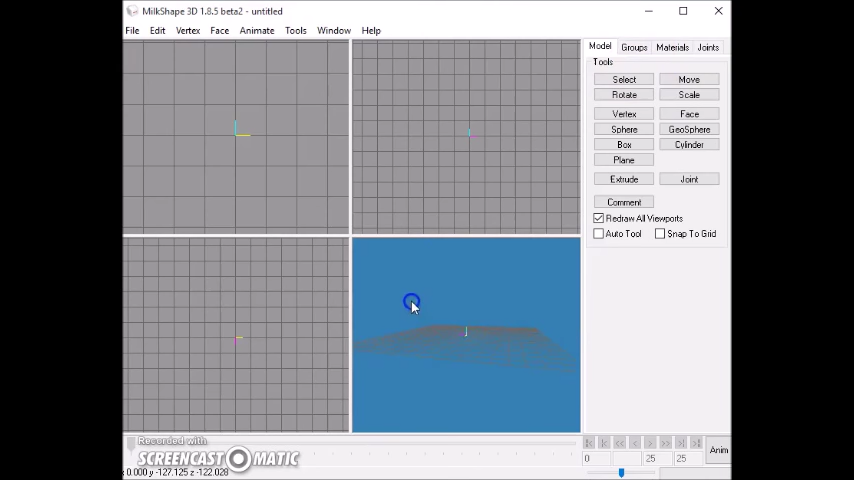 MilkShape 3D 1.8.5 beta2 - untitled
File Edit Vertex Face Animate Tools Window Help
Model Groups Materials Joints
Tools
Select Move
Rotate Scale
Vertex Face
Sphere GeoSphere
Box Cylinder
Plane
Extrude Joint
Comment
Redraw All Viewports
Auto Tool Snap To Grid
Recorded with
SCREENCAST MATIC
0 25 25 Anim
x 0.000 y -127.125 z -122.028